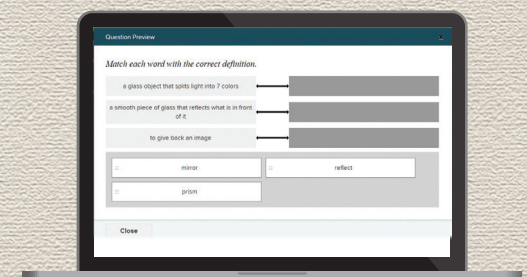 Question Preview
Match each word with the correct definition.
a glass object that splits light into 7 colors
a smooth piece of glass that reflects what is in front
of it
to give back an image
mirror
reflect
prism
Close